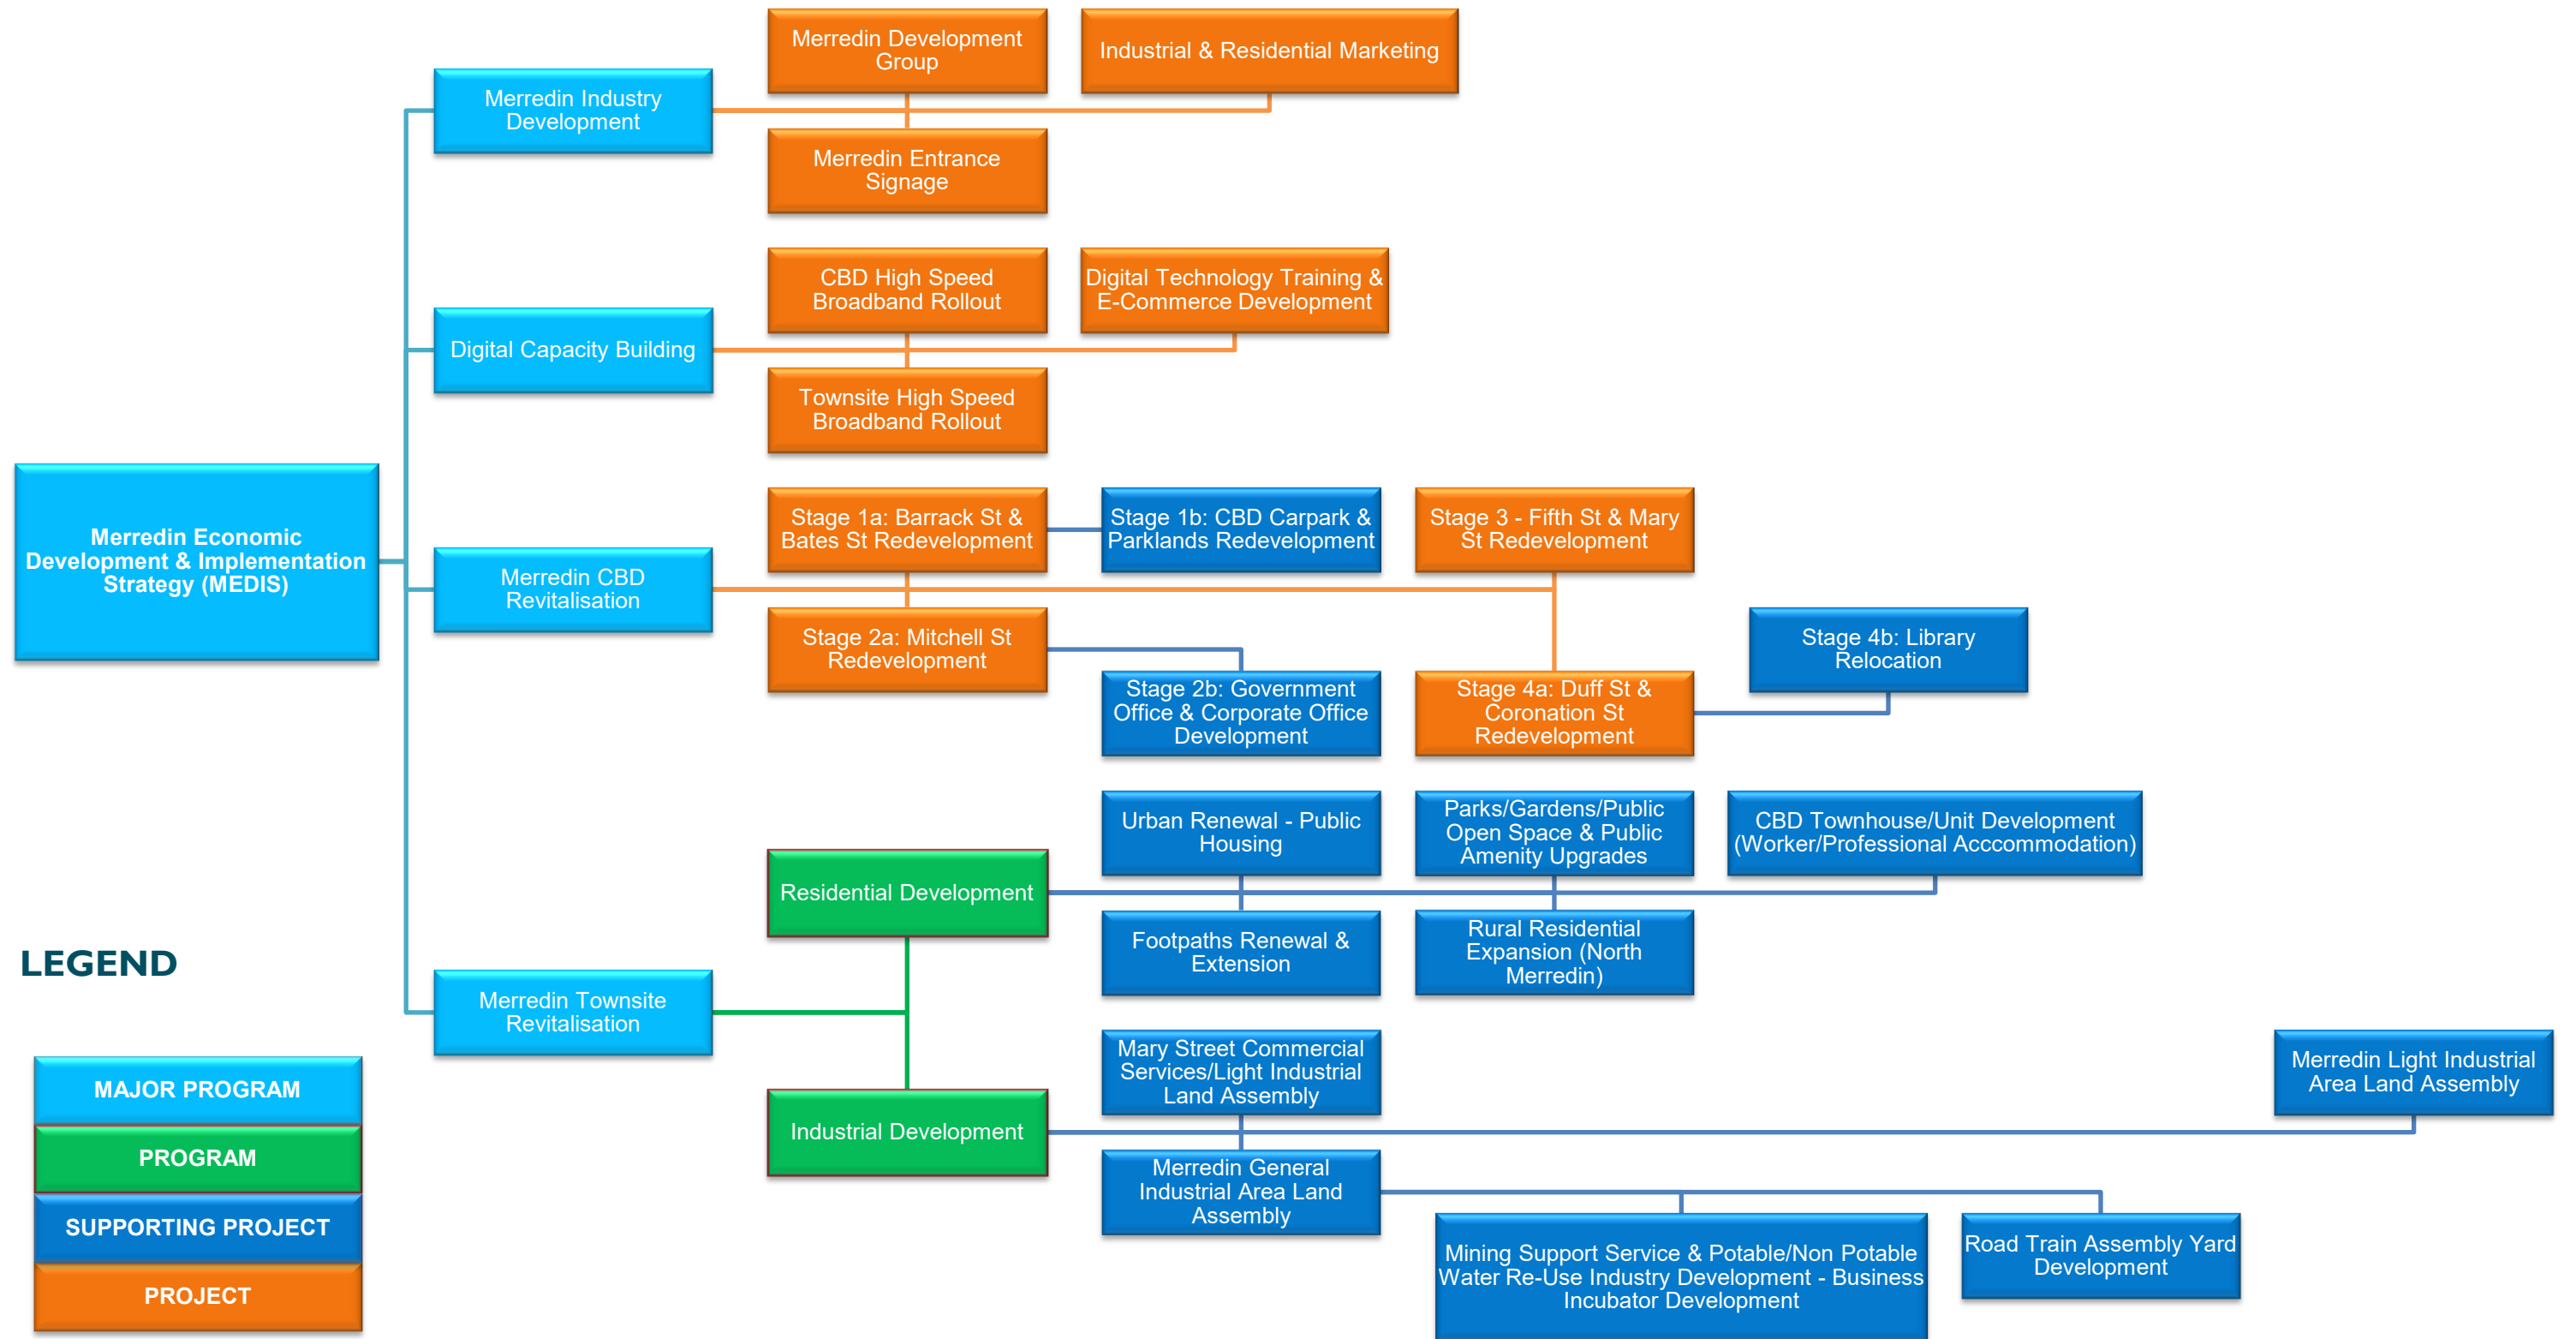 Merredin Economic
Development & Implementation
Strategy (MEDIS)
Merredin Industry
Development
Merredin Development
Group
Industrial & Residential Marketing
Merredin Entrance
Signage
Digital Capacity Building
CBD High Speed
Broadband Rollout
Digital Technology Training &
E-Commerce Development
Townsite High Speed
Broadband Rollout
Merredin CBD
Revitalisation
Stage 1a: Barrack St &
Bates St Redevelopment
Stage 1b: CBD Carpark &
Parklands Redevelopment
Stage 3 - Fifth St & Mary
St Redevelopment
Stage 2a: Mitchell St
Redevelopment
Stage 2b: Government
Office & Corporate Office
Development
Stage 4a: Duff St &
Coronation St
Redevelopment
Stage 4b: Library
Relocation
Merredin Townsite
Revitalisation
Residential Development
Urban Renewal - Public
Housing
Parks/Gardens/Public
Open Space & Public
Amenity Upgrades
CBD Townhouse/Unit Development
(Worker/Professional Acccommodation)
Footpaths Renewal &
Extension
Rural Residential
Expansion (North
Merredin)
Industrial Development
Mary Street Commercial
Services/Light Industrial
Land Assembly
Merredin Light Industrial
Area Land Assembly
Merredin General
Industrial Area Land
Assembly
Mining Support Service & Potable/Non Potable
Water Re-Use Industry Development - Business
Incubator Development
Road Train Assembly Yard
Development
LEGEND
MAJOR PROGRAM
PROGRAM
SUPPORTING PROJECT
PROJECT